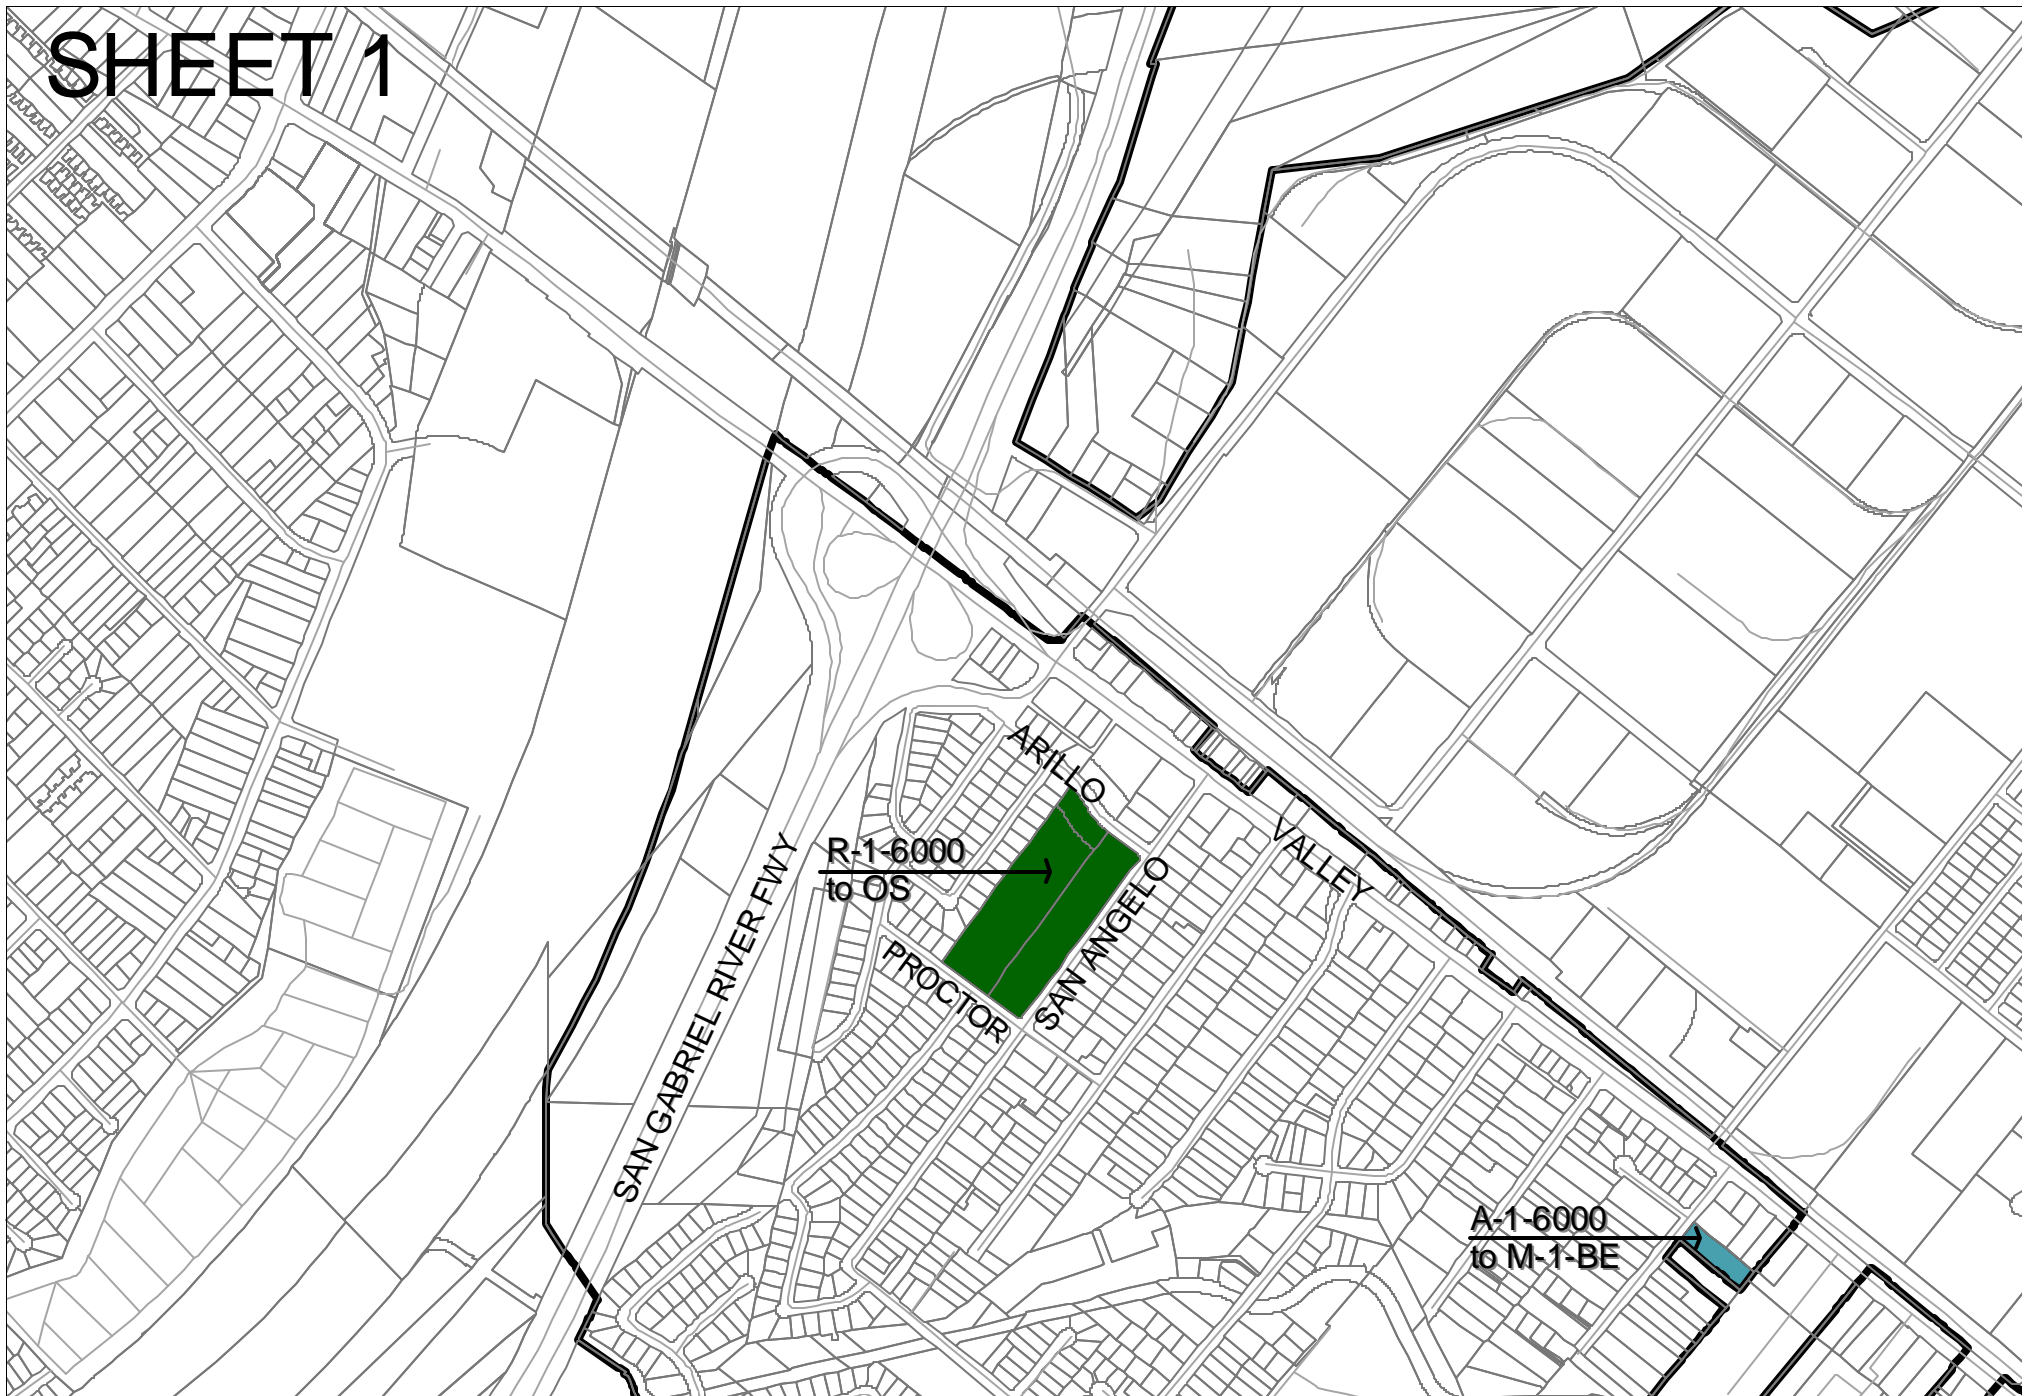 SHEET 1
ARILLO
VALLEY
R-1-6000
to OS
SAN ANGELO
SAN GABRIEL RIVER FWY
PROCTOR
A-1-6000
to M-1-BE